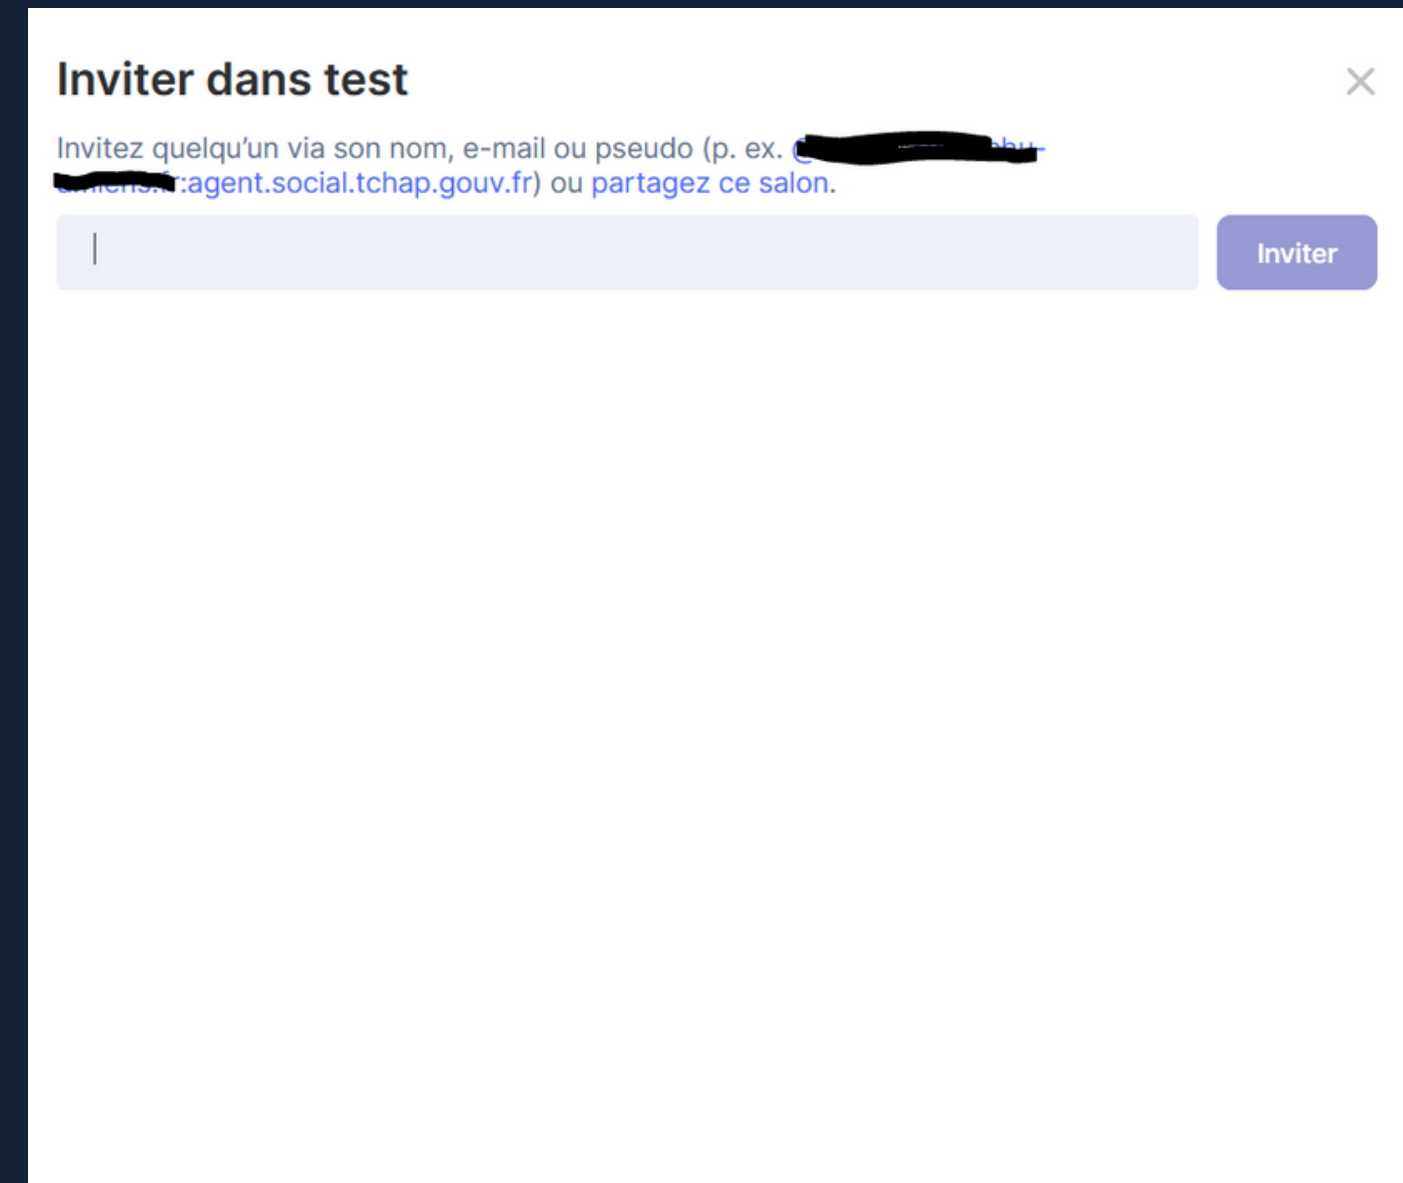 Inviter dans test
Invitez quelqu'un via son nom, e-mail ou pseudo (p. ex.
:agent.social.tchap.gouv.fr) ou partagez ce salon.
Inviter